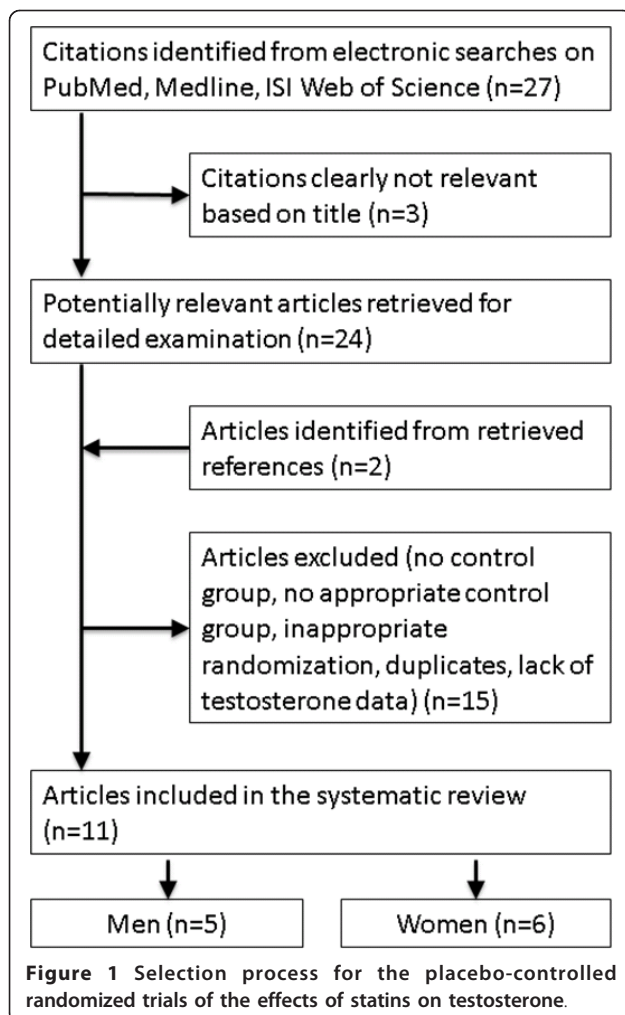 Citations identified from electronic searches on
PubMed, Medline, ISI Web of Science (n=27)
Citations clearly not relevant
based on title (n=3)
Potentially relevant articles retrieved for
detailed examination (n=24)
Articles identified from retrieved
references (n=2)
Articles excluded (no control
group, no appropriate control
group, inappropriate
randomization, duplicates, lack of
testosterone data) (n=15)
Articles included in the systematic review
(n=11)
Men (n=5)
Women (n=6)
Figure 1 Selection process for the placebo-controlled
randomized trials of the effects of statins on testosterone.